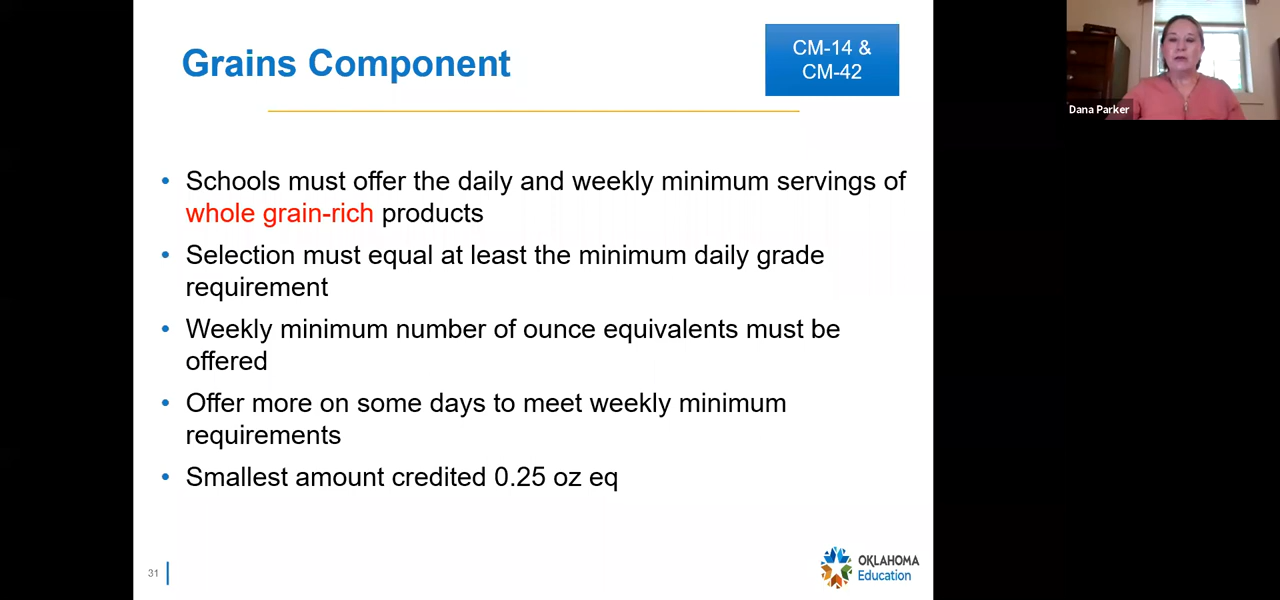 Grains Component
CM-14 &
CM-42
Dana Parker
• Schools must offer the daily and weekly minimum servings of
whole grain-rich products
• Selection must equal at least the minimum daily grade
requirement
• Weekly minimum number of ounce equivalents must be
offered
• Offer more on some days to meet weekly minimum
requirements
• Smallest amount credited 0.25 oz eq
31
OKLAHOMA
Education